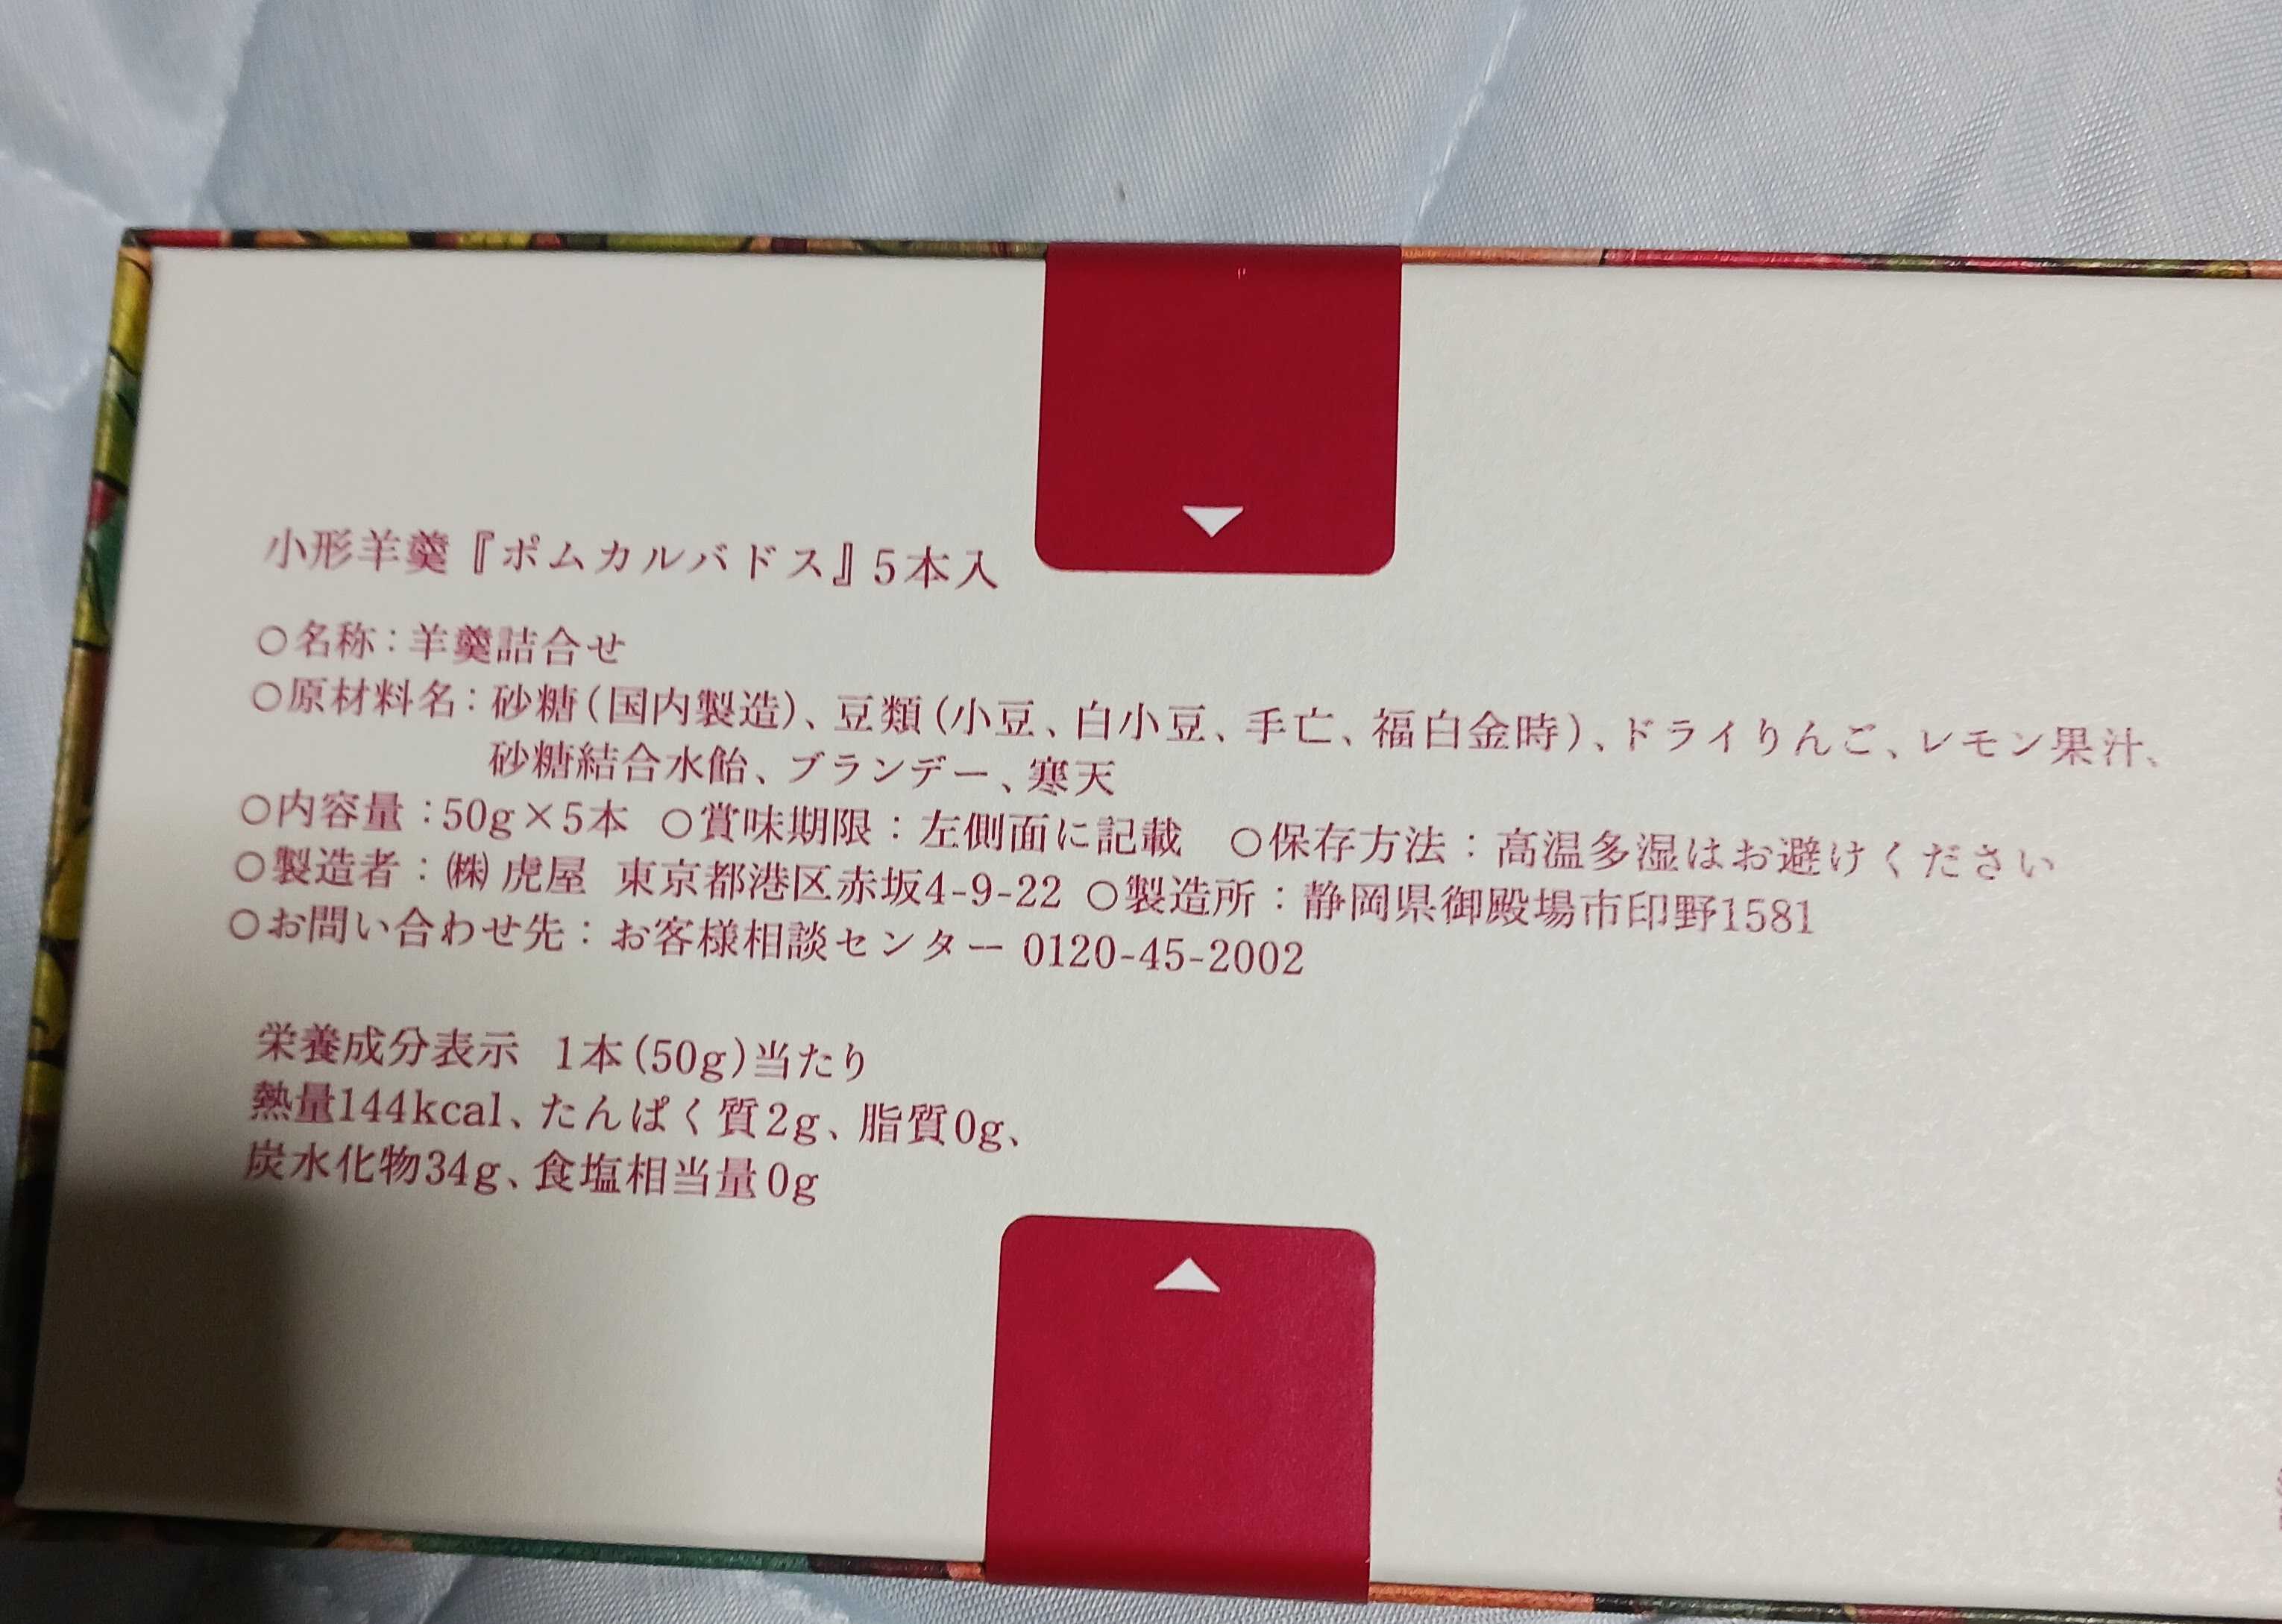 小形羊羹『ポムカルバドス』5本入
○名称：羊羹詰合せ
○原材料名：砂糖（国内製造）、豆類（小豆、白小豆、手亡、福白金時）、ドライりんご、レモン果汁、
砂糖結合水飴、ブランデー、寒天
○内容量：50g×5本 ○賞味期限：左側面に記載 ○保存方法：高温多湿はお避けください
○製造者：㈱虎屋 東京都港区赤坂4-9-22 ○製造所：静岡県御殿場市印野1581
○お問い合わせ先：お客様相談センター 0120-45-2002
栄養成分表示 1本(50g)当たり
熱量144kcal、たんぱく質2g、脂質0g、
炭水化物34g、食塩相当量0g